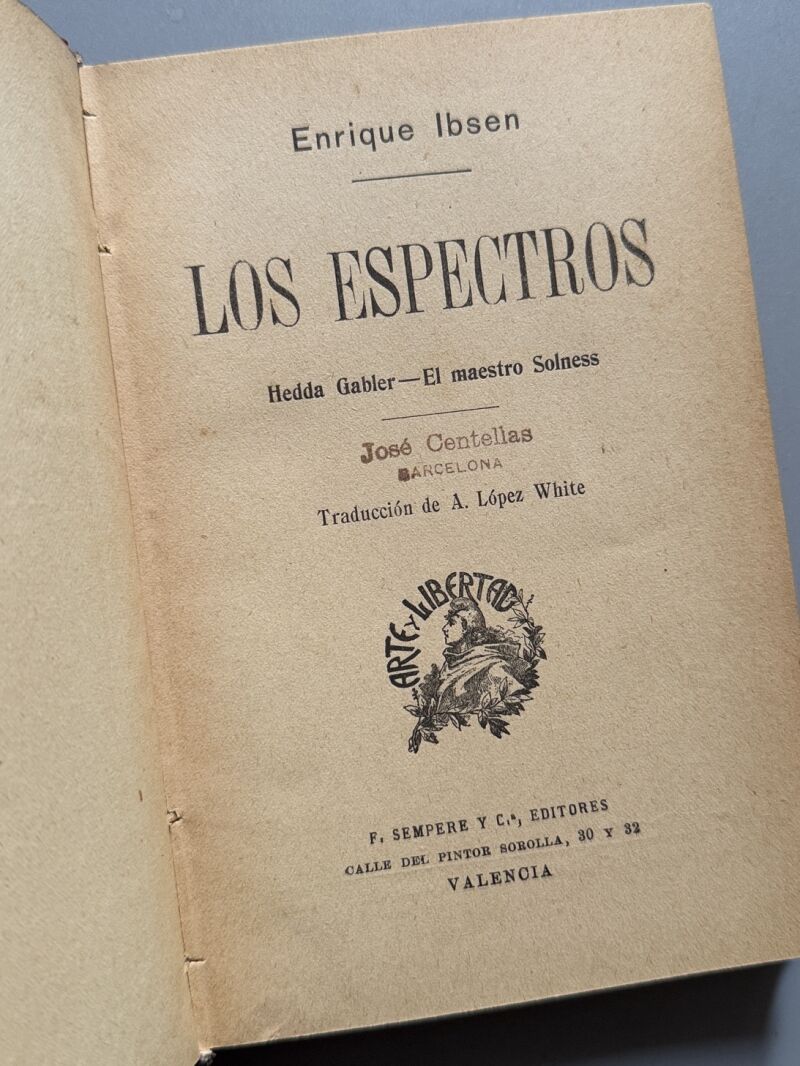 Enrique Ibsen
LOS ESPECTROS
Hedda Gabler—El maestro Solness
José Centellas
BARCELONA
Traducción de A. López White
ARTE Y LIBERTAD
F. SEMPERE Y C.ª, EDITORES
CALLE DEL PINTOR SOROLLA, 30 Y 32
VALENCIA